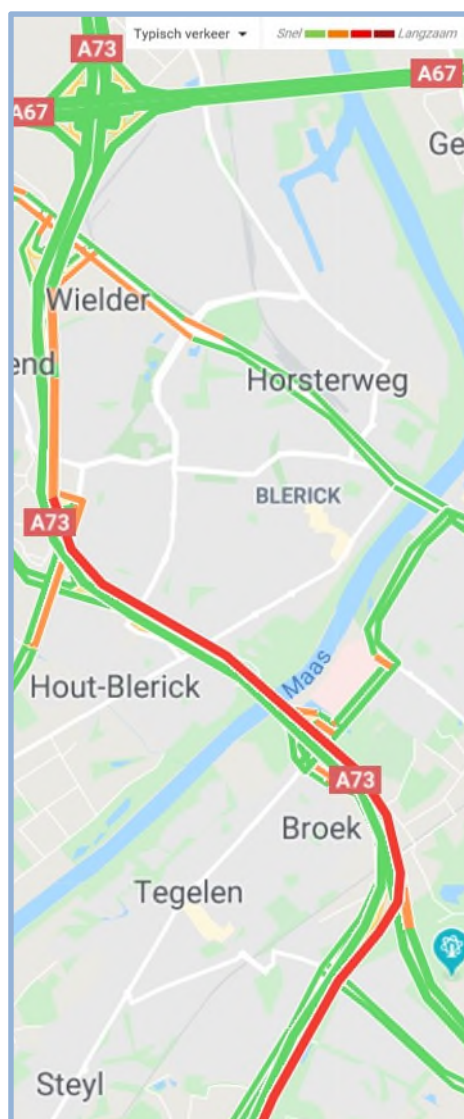 A73
Typisch verkeer
Snel Langzaam
A67
A67
Ge
Wielder
end
Horsterweg
BLERICK
A73
Maas
Hout-Blerick
A73
Broek
Tegelen
Steyl